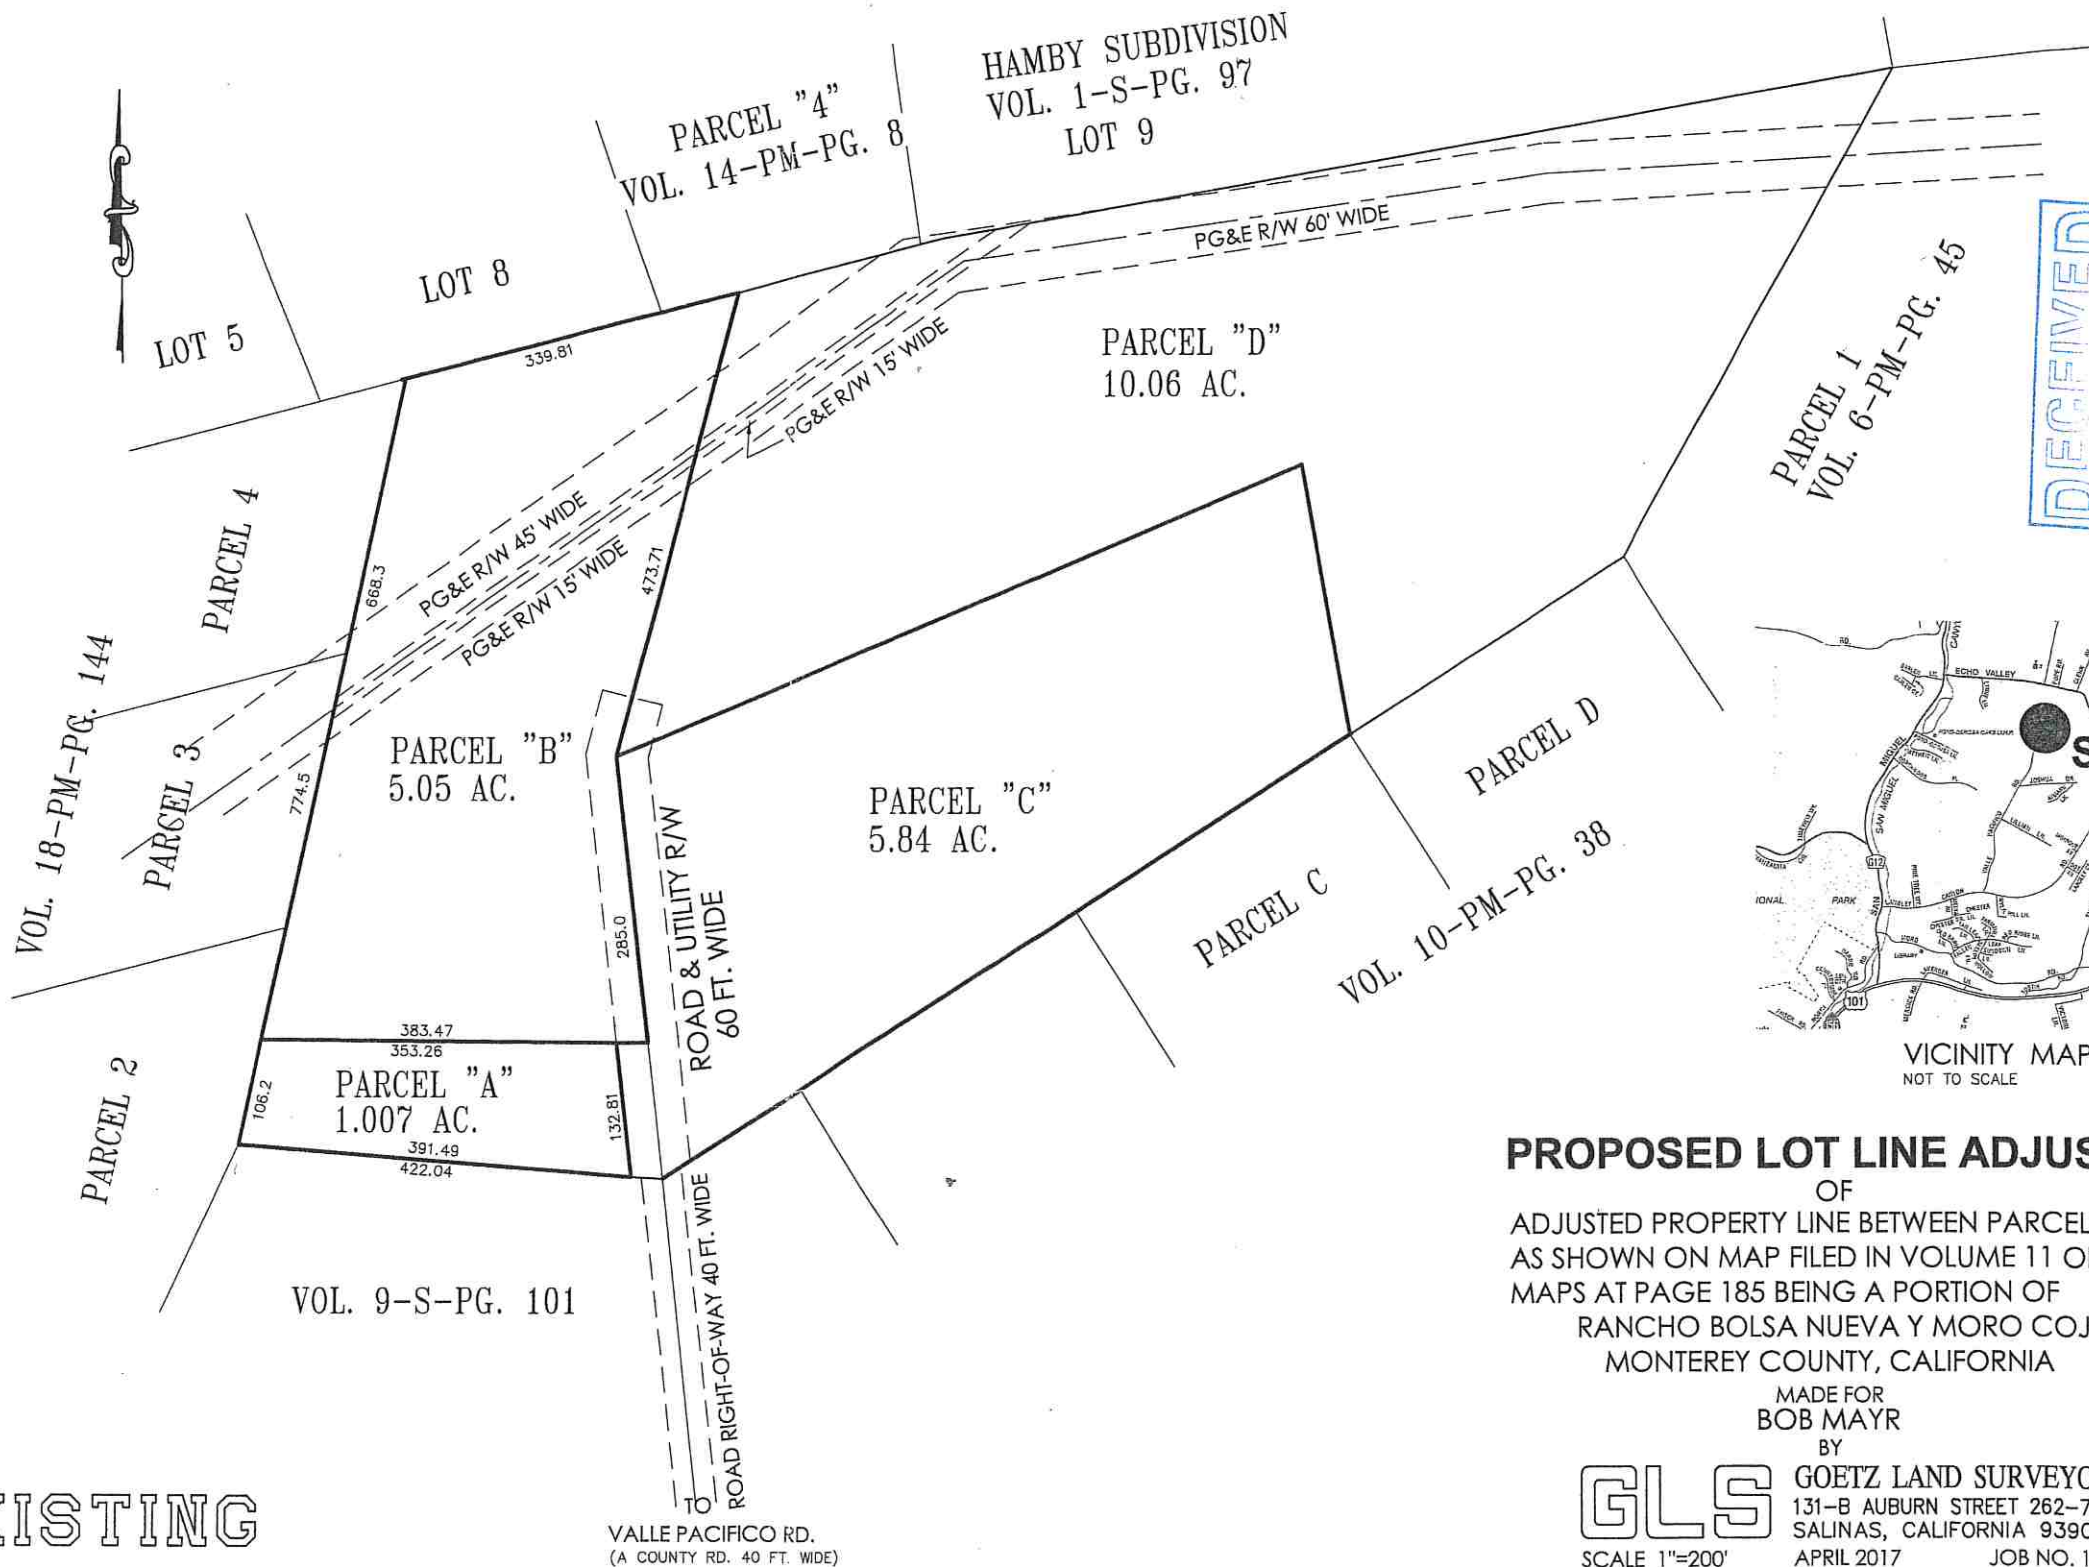 HAMBY SUBDIVISION
VOL. 1-S-PG. 97
LOT 9
PARCEL "4"
VOL. 14-PM-PG. 8
LOT 8
LOT 5
339.81
PG&E R/W 60' WIDE
PARCEL "D"
10.06 AC.
PG&E R/W 15' WIDE
PARCEL 1
VOL. 6-PM-PG. 45
PARCEL 4
668.3
PG&E R/W 45' WIDE
PG&E R/W 15' WIDE
473.71
VOL. 18-PM-PG. 144
PARCEL 3
774.5
PARCEL "B"
5.05 AC.
PARCEL "C"
5.84 AC.
285.0
ROAD & UTILITY R/W
60 FT. WIDE
PARCEL D
PARCEL C
VOL. 10-PM-PG. 38
383.47
353.26
PARCEL "A"
1.007 AC.
106.2
132.81
391.49
422.04
PARCEL 2
VOL. 9-S-PG. 101
ROAD RIGHT-OF-WAY 40 FT. WIDE
TO
VALLE PACIFICO RD.
(A COUNTY RD. 40 FT. WIDE)
ISTING
RD.
ECHO VALLEY
MIGUEL
SAN MIGUEL
VALLE
G12
IONAL PARK
SAN
LIBRARY
101
S
VICINITY MAP
NOT TO SCALE
PROPOSED LOT LINE ADJUS
OF
ADJUSTED PROPERTY LINE BETWEEN PARCEL
AS SHOWN ON MAP FILED IN VOLUME 11 O
MAPS AT PAGE 185 BEING A PORTION OF
RANCHO BOLSA NUEVA Y MORO COJ
MONTEREY COUNTY, CALIFORNIA
MADE FOR
BOB MAYR
BY
GLS
GOETZ LAND SURVEYO
131-B AUBURN STREET 262-7
SALINAS, CALIFORNIA 9390
SCALE 1"=200' APRIL 2017 JOB NO. 1